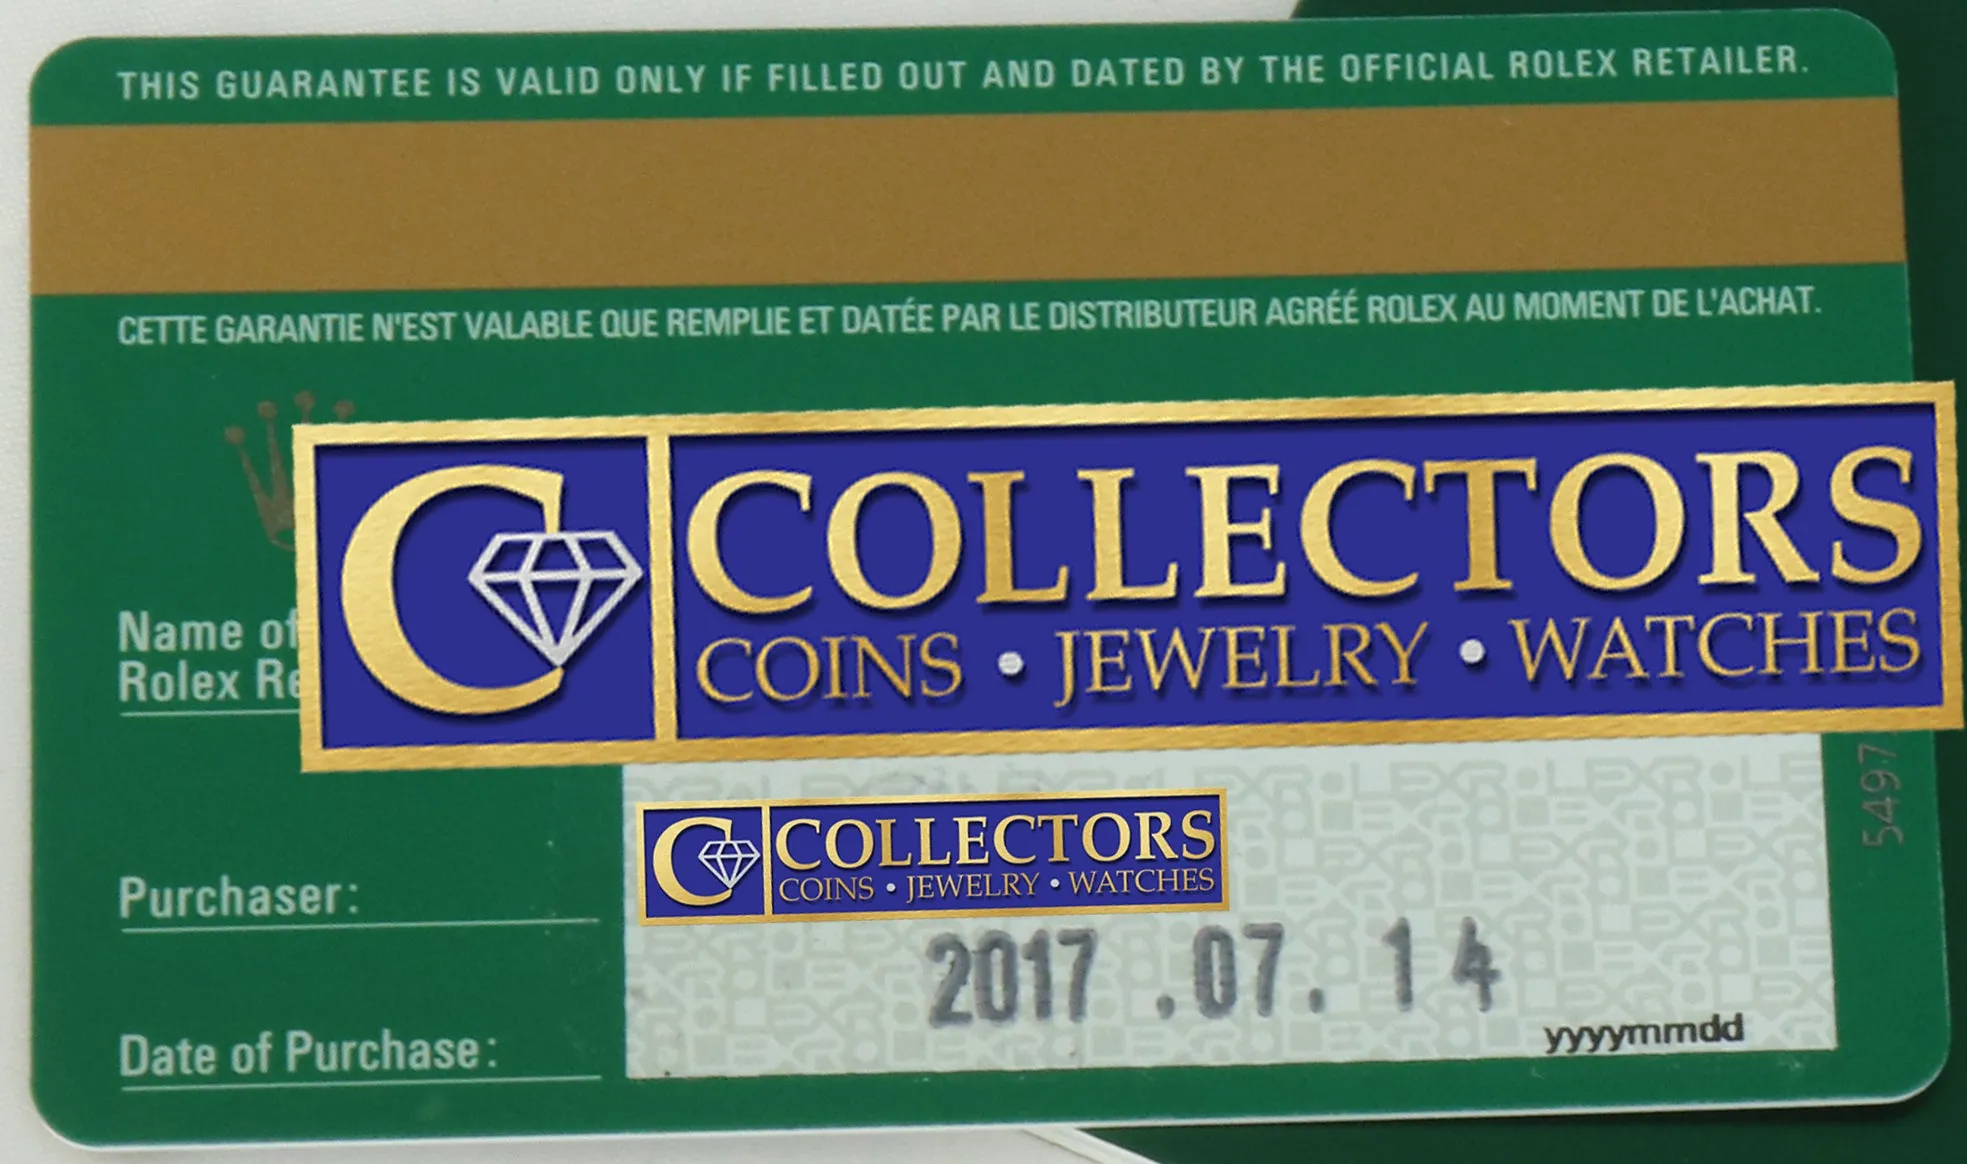 THIS GUARANTEE IS VALID ONLY IF FILLED OUT AND DATED BY THE OFFICIAL ROLEX RETAILER.
CETTE GARANTIE N'EST VALABLE QUE REMPLIE ET DATÉE PAR LE DISTRIBUTEUR AGRÉÉ ROLEX AU MOMENT DE L'ACHAT.
C COLLECTORS
COINS • JEWELRY • WATCHES
Name of
Rolex Re
5497
C COLLECTORS
COINS • JEWELRY • WATCHES
Purchaser:
2017.07.14
yyyymmdd
Date of Purchase: